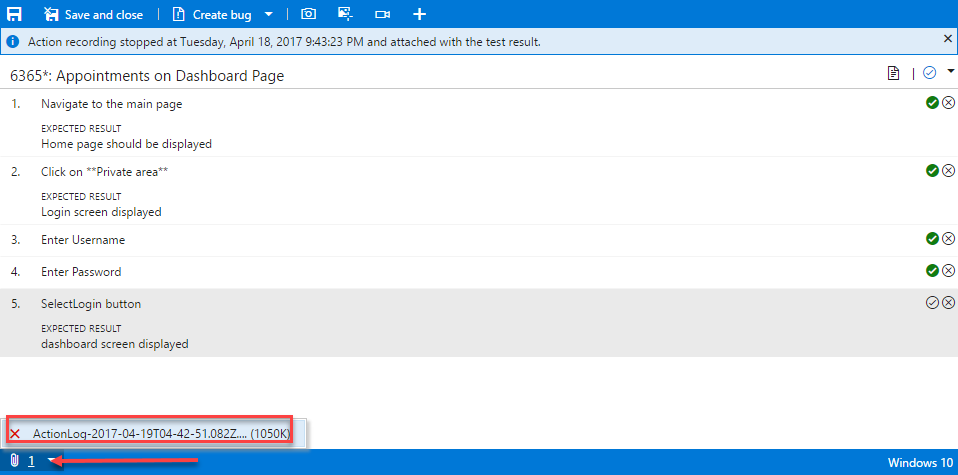 Save and close | Create bug |
Action recording stopped at Tuesday, April 18, 2017 9:43:23 PM and attached with the test result.
6365*: Appointments on Dashboard Page
1. Navigate to the main page
EXPECTED RESULT
Home page should be displayed
2. Click on **Private area**
EXPECTED RESULT
Login screen displayed
3. Enter Username
4. Enter Password
5. SelectLogin button
EXPECTED RESULT
dashboard screen displayed
ActionLog-2017-04-19T04-42-51.082Z.... (1050K)
1
Windows 10